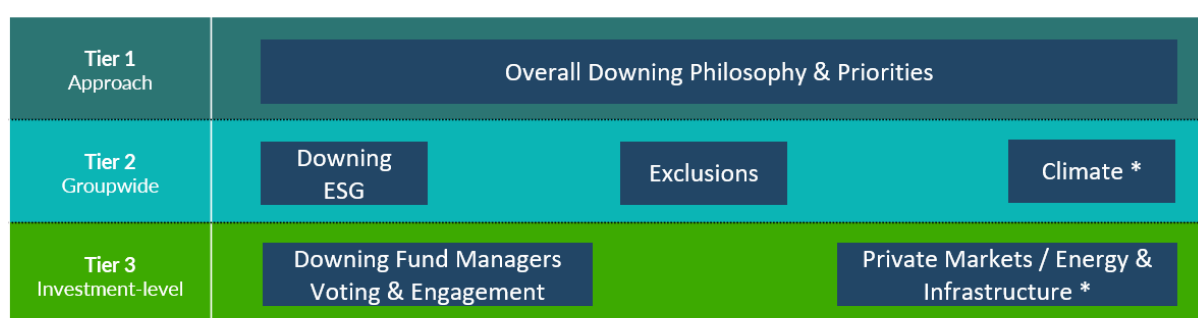 Tier 1
Approach
Overall Downing Philosophy & Priorities
Tier 2
Groupwide
Downing
ESG
Exclusions
Climate *
Tier 3
Investment-level
Downing Fund Managers
Voting & Engagement
Private Markets / Energy &
Infrastructure *